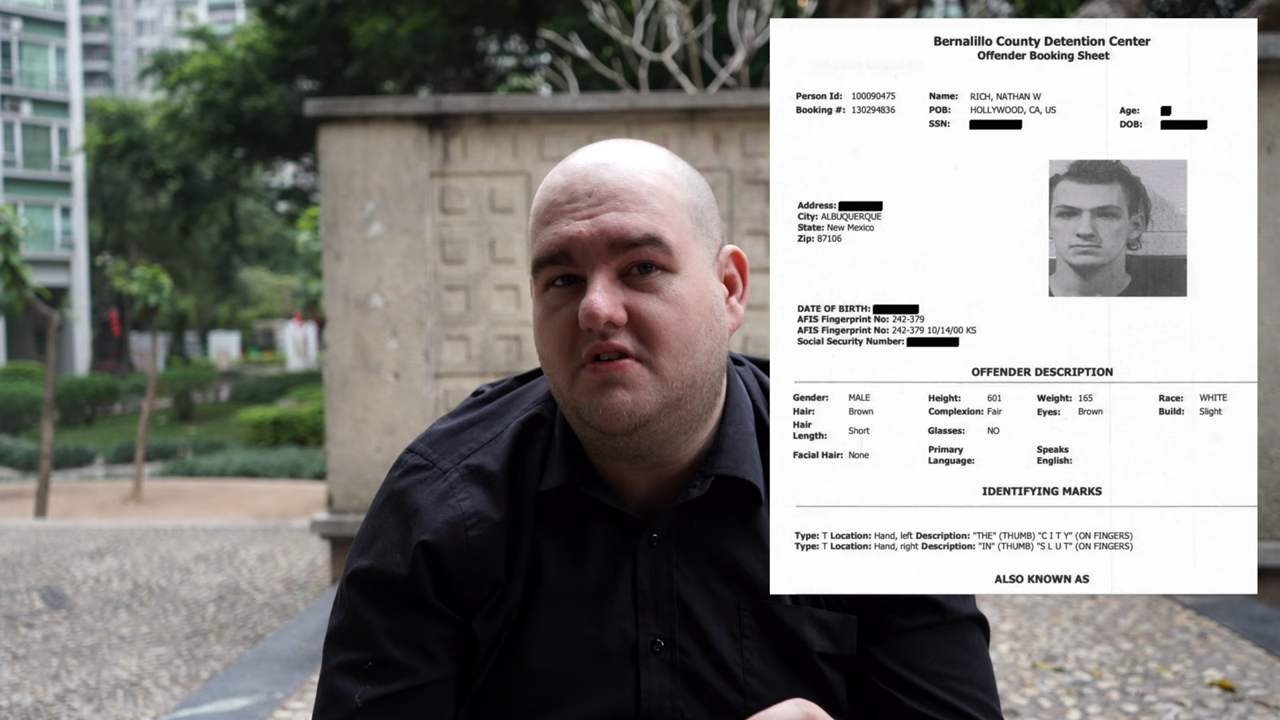 Bernalillo County Detention Center
Offender Booking Sheet
Person Id: 100090475 Name: RICH, NATHAN W
Booking #: 130294836 POB: HOLLYWOOD, CA, US Age:
SSN: DOB:
Address:
City: ALBUQUERQUE
State: New Mexico
Zip: 87106
DATE OF BIRTH:
AFIS Fingerprint No: 242-379
AFIS Fingerprint No: 242-379 10/14/00 KS
Social Security Number:
OFFENDER DESCRIPTION
Gender: MALE Height: 601 Weight: 165 Race: WHITE
Hair: Brown Complexion: Fair Eyes: Brown Build: Slight
Hair Length: Short Glasses: NO
Facial Hair: None Primary Language: Speaks English:
IDENTIFYING MARKS
Type: T Location: Hand, left Description: "THE" (THUMB) "C I T Y" (ON FINGERS)
Type: T Location: Hand, right Description: "IN" (THUMB) "S L U T" (ON FINGERS)
ALSO KNOWN AS